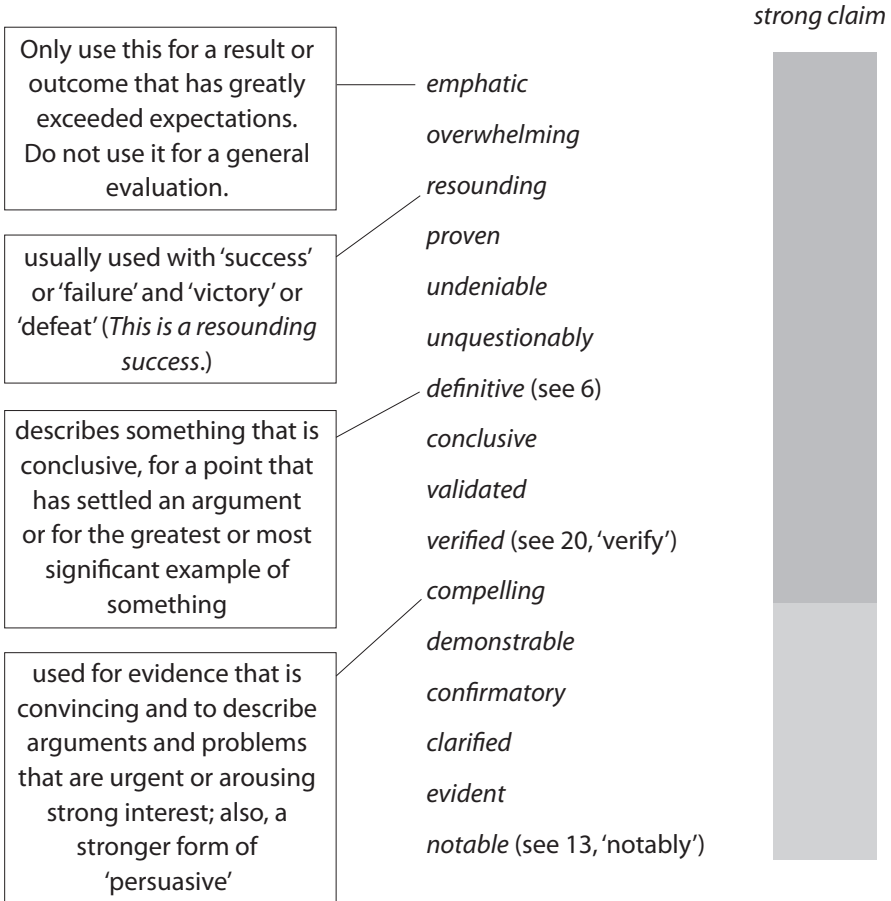 strong claim
Only use this for a result or
outcome that has greatly
exceeded expectations.
Do not use it for a general
evaluation.
usually used with ‘success’
or ‘failure’ and ‘victory’ or
‘defeat’ (This is a resounding
success.)
describes something that is
conclusive, for a point that
has settled an argument
or for the greatest or most
significant example of
something
used for evidence that is
convincing and to describe
arguments and problems
that are urgent or arousing
strong interest; also, a
stronger form of
‘persuasive’
emphatic
overwhelming
resounding
proven
undeniable
unquestionably
definitive (see 6)
conclusive
validated
verified (see 20, ‘verify’)
compelling
demonstrable
confirmatory
clarified
evident
notable (see 13, ‘notably’)